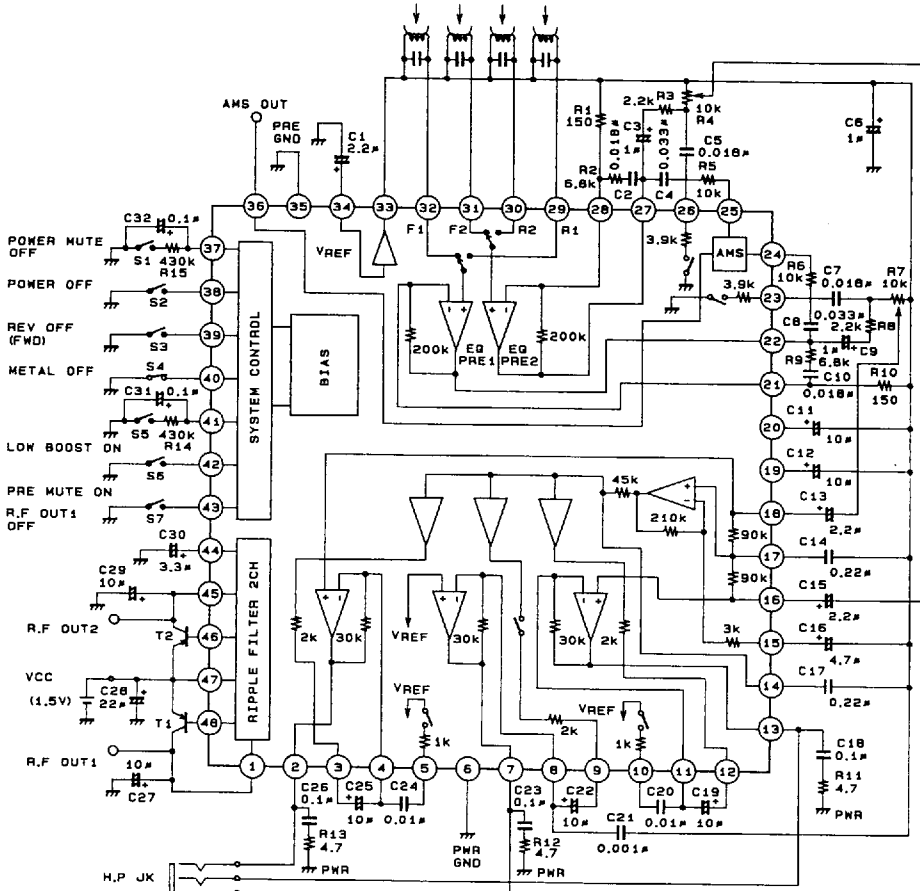 AMS OUT
PRE
GND
C1
2.2μ
R1
150
2.2k
R3
10k
R4
C6
1μ
0.018μ
C3
1μ
0.033μ
C5
0.018μ
R2
6.8k
C2
C4
R5
10k
36
35
34
33
32
31
30
29
28
27
26
25
F1
F2
R2
R1
VREF
3.9k
AMS
3.9k
C32
0.1μ
POWER MUTE
OFF
S1
430k
R15
37
POWER OFF
S2
38
REV OFF
(FWD)
S3
39
METAL OFF
S4
40
C31
0.1μ
S5
430k
R14
41
LOW BOOST ON
S6
42
PRE MUTE ON
R.F OUT1
OFF
S7
43
SYSTEM CONTROL
BIAS
200k
EQ
PRE1
EQ
PRE2
200k
24
R6
10k
C7
0.018μ
R7
10k
23
0.033μ
C8
2.2k
R8
22
1μ
C9
R9
6.8k
C10
0.018μ
R10
150
21
C11
10μ
20
C12
10μ
19
C13
2.2μ
18
C14
0.22μ
17
C15
2.2μ
16
C16
4.7μ
15
C17
0.22μ
14
13
45k
210k
90k
90k
3k
C30
3.3μ
44
C29
10μ
45
R.F OUT2
T2
46
VCC
(1.5V)
C28
22μ
47
T1
48
R.F OUT1
10μ
C27
RIPPLE FILTER 2CH
2k
30k
VREF
30k
30k
2k
VREF
1k
2k
VREF
1k
1
2
3
4
5
6
7
8
9
10
11
12
C18
0.1μ
R11
4.7
PWR
C26
0.1μ
C25
10μ
C24
0.01μ
R13
4.7
PWR
PWR
GND
C23
0.1μ
C22
10μ
R12
4.7
PWR
C21
0.001μ
C20
0.01μ
C19
10μ
H.P JK